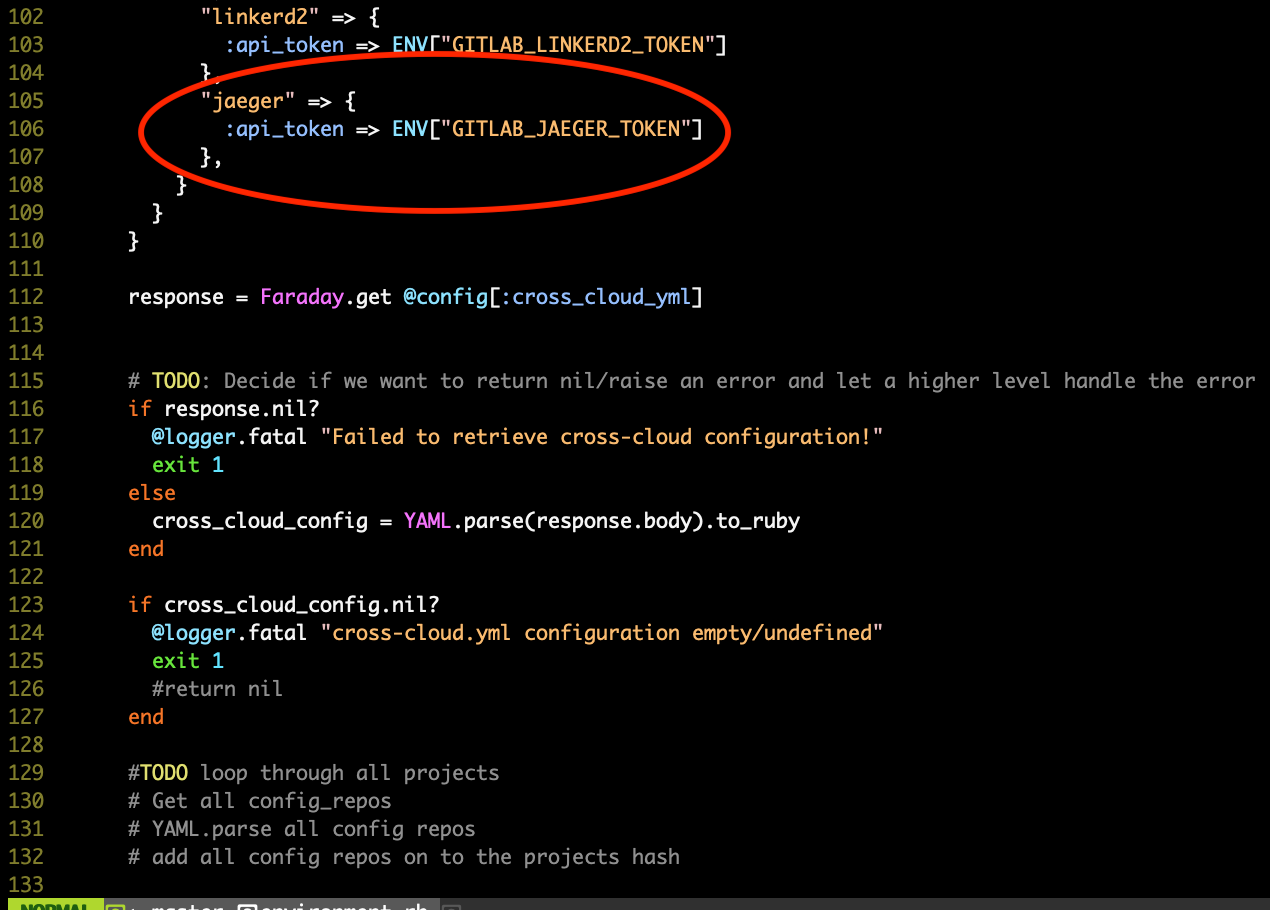 102 "linkerd2" => {
103 :api_token => ENV["GITLAB_LINKERD2_TOKEN"]
104 },
105 "jaeger" => {
106 :api_token => ENV["GITLAB_JAEGER_TOKEN"]
107 },
108 }
109 }
110 }
111
112 response = Faraday.get @config[:cross_cloud_yml]
113
114
115 # TODO: Decide if we want to return nil/raise an error and let a higher level handle the error
116 if response.nil?
117 @logger.fatal "Failed to retrieve cross-cloud configuration!"
118 exit 1
119 else
120 cross_cloud_config = YAML.parse(response.body).to_ruby
121 end
122
123 if cross_cloud_config.nil?
124 @logger.fatal "cross-cloud.yml configuration empty/undefined"
125 exit 1
126 #return nil
127 end
128
129 #TODO loop through all projects
130 # Get all config_repos
131 # YAML.parse all config repos
132 # add all config repos on to the projects hash
133
NORMAL master environment.rb